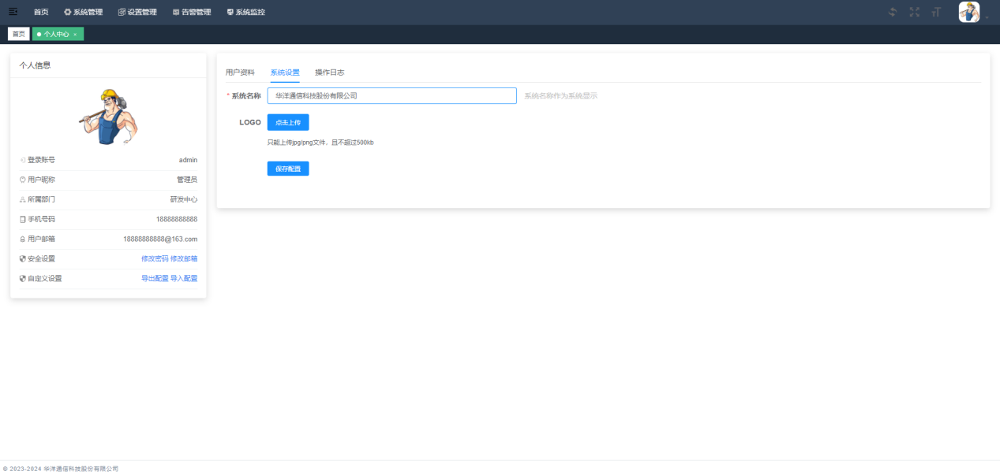 首页 系统管理 设置管理 告警管理 系统监控
首页 个人中心 ×
个人信息
登录账号 admin
用户昵称 管理员
所属部门 研发中心
手机号码 18888888888
用户邮箱 18888888888@163.com
安全设置 修改密码 修改邮箱
自定义设置 导出配置 导入配置
用户资料 系统设置 操作日志
* 系统名称 华洋通信科技股份有限公司 系统名称作为系统显示
LOGO 点击上传
只能上传jpg/png文件，且不超过500kb
保存配置
© 2023-2024 华洋通信科技股份有限公司